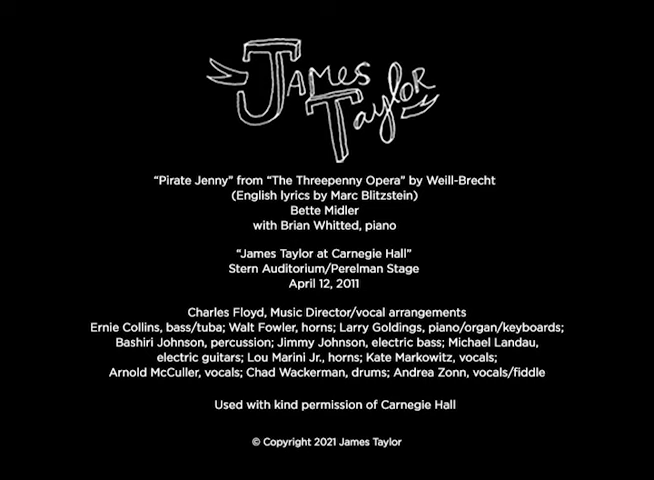 James
Taylor
“Pirate Jenny” from “The Threepenny Opera” by Weill-Brecht
(English lyrics by Marc Blitzstein)
Bette Midler
with Brian Whitted, piano
“James Taylor at Carnegie Hall”
Stern Auditorium/Perelman Stage
April 12, 2011
Charles Floyd, Music Director/vocal arrangements
Ernie Collins, bass/tuba; Walt Fowler, horns; Larry Goldings, piano/organ/keyboards;
Bashiri Johnson, percussion; Jimmy Johnson, electric bass; Michael Landau,
electric guitars; Lou Marini Jr., horns; Kate Markowitz, vocals;
Arnold McCuller, vocals; Chad Wackerman, drums; Andrea Zonn, vocals/fiddle
Used with kind permission of Carnegie Hall
© Copyright 2021 James Taylor